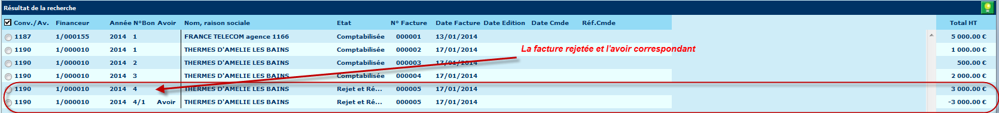 Résultat de la recherche
Conv./Av. Financeur Année N°Bon Avoir Nom, raison sociale Etat N° Facture Date Facture Date Edition Date Cmde Réf.Cmde Total HT
1187 1/000155 2014 1 FRANCE TELECOM agence 1166 Comptabilisée 000001 13/01/2014 5 000.00 €
La facture rejetée et l'avoir correspondant
1190 1/000010 2014 1 THERMES D'AMELIE LES BAINS Comptabilisée 000002 17/01/2014 1 000.00 €
1190 1/000010 2014 2 THERMES D'AMELIE LES BAINS Comptabilisée 000003 17/01/2014 500.00 €
1190 1/000010 2014 3 THERMES D'AMELIE LES BAINS Comptabilisée 000004 17/01/2014 2 000.00 €
1190 1/000010 2014 4 THERMES D'AMELIE LES BAINS Rejet et Ré... 000005 17/01/2014 3 000.00 €
1190 1/000010 2014 4/1 Avoir THERMES D'AMELIE LES BAINS Rejet et Ré... 000005 17/01/2014 -3 000.00 €